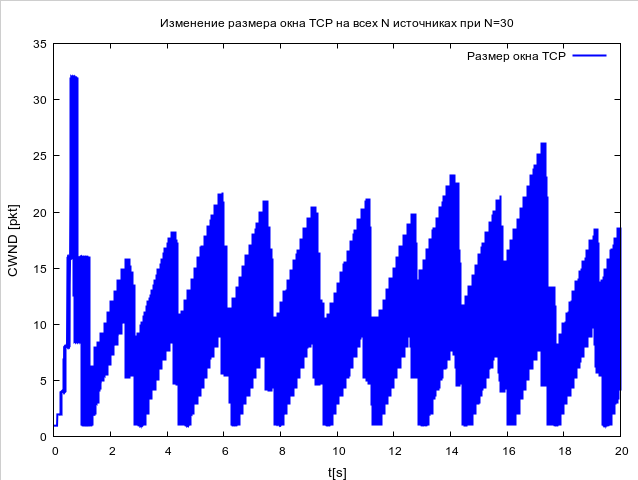 Изменение размера окна TCP на всех N источниках при N=30
Размер окна TCP
CWND [pkt]
35
30
25
20
15
10
5
0
0 2 4 6 8 10 12 14 16 18 20
t[s]